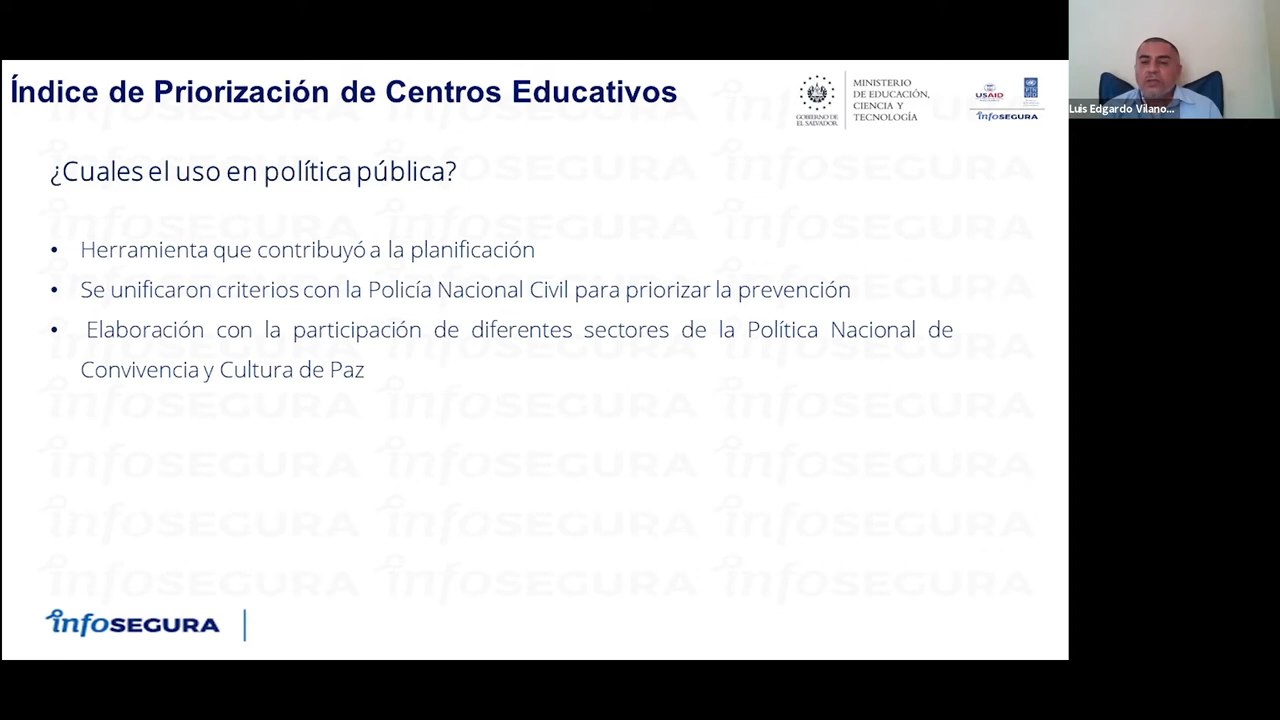 Índice de Priorización de Centros Educativos
GOBIERNO DE
EL SALVADOR
MINISTERIO
DE EDUCACIÓN,
CIENCIA Y
TECNOLOGÍA
USAID
PNUD
infosegura
Luis Edgardo Vilano...
¿Cuales el uso en política pública?
• Herramienta que contribuyó a la planificación
• Se unificaron criterios con la Policía Nacional Civil para priorizar la prevención
• Elaboración con la participación de diferentes sectores de la Política Nacional de
Convivencia y Cultura de Paz
infosegura